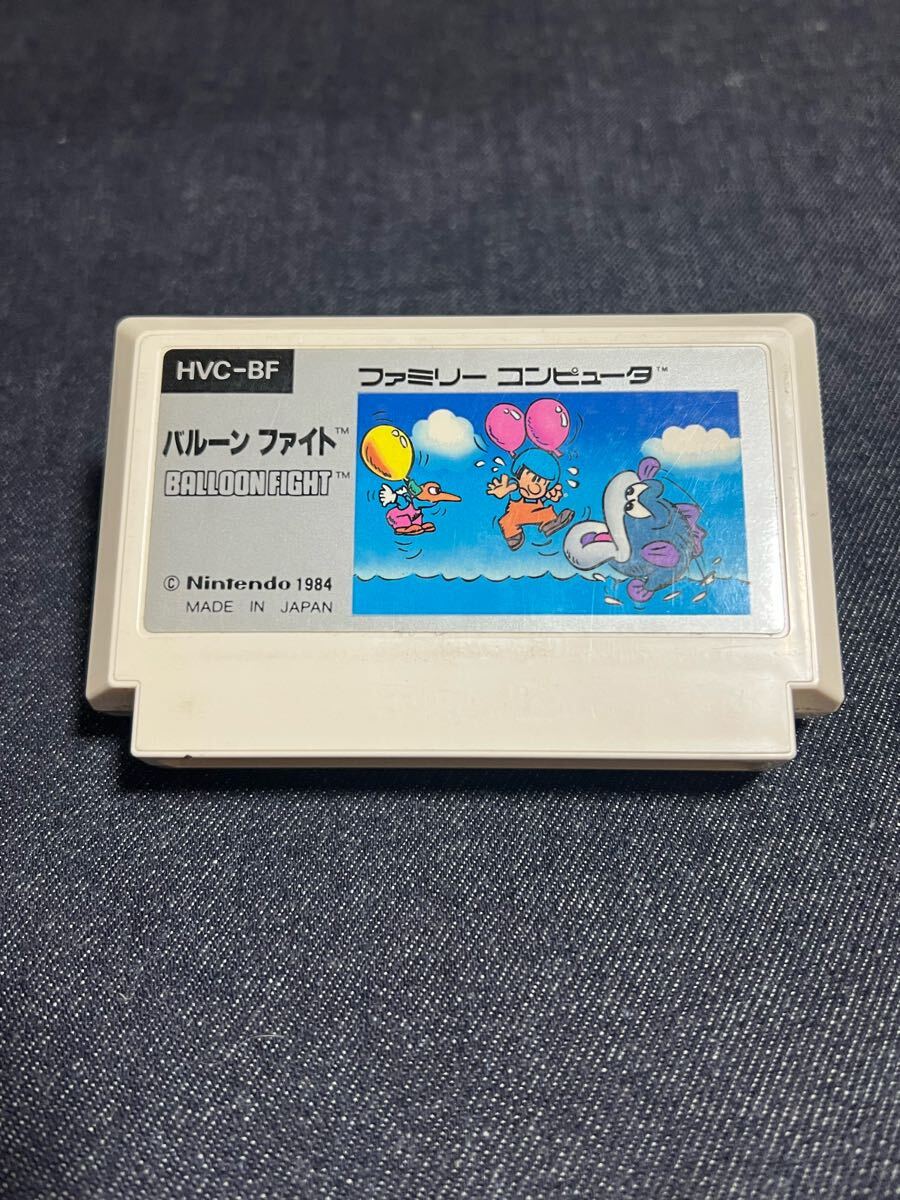 HVC-BF
ファミリー コンピュータ™
バルーン ファイト™
BALLOON FIGHT™
© Nintendo 1984
MADE IN JAPAN